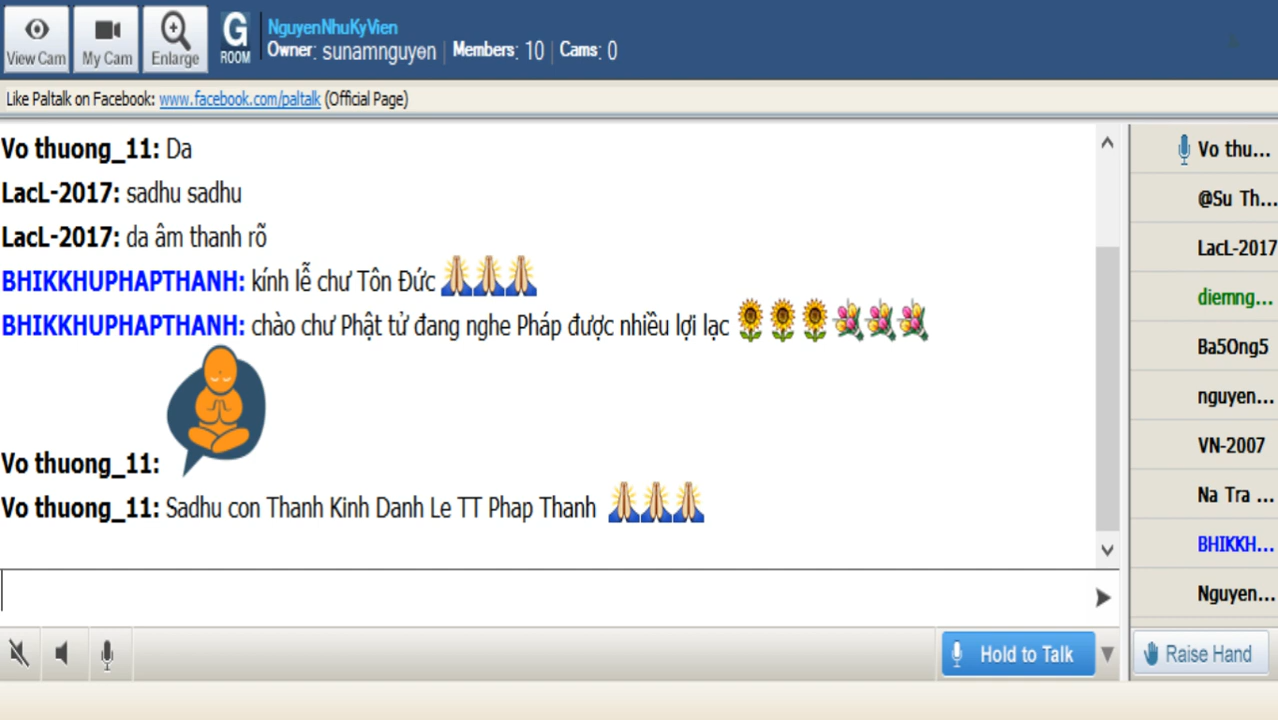 View Cam
My Cam
Enlarge
G
ROOM
NguyenNhuKyVien
Owner: sunamnguyen | Members: 10 | Cams: 0
Like Paltalk on Facebook: www.facebook.com/paltalk (Official Page)
Vo thuong_11: Da
LacL-2017: sadhu sadhu
LacL-2017: da âm thanh rõ
BHIKKHUPHAPTHANH: kính lễ chư Tôn Đức
BHIKKHUPHAPTHANH: chào chư Phật tử đang nghe Pháp được nhiều lợi lạc
Vo thuong_11:
Vo thuong_11: Sadhu con Thanh Kinh Danh Le TT Phap Thanh
Vo thu...
@Su Th...
LacL-2017
diemng...
Ba5Ong5
nguyen...
VN-2007
Na Tra ...
BHIKKH...
Nguyen...
Hold to Talk
Raise Hand